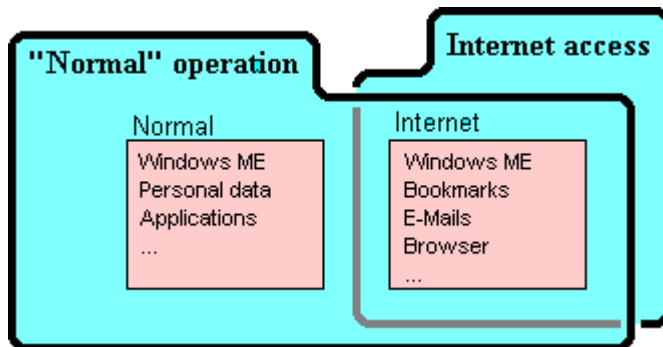 "Normal" operation
Internet access
Normal
Windows ME
Personal data
Applications
...
Internet
Windows ME
Bookmarks
E-Mails
Browser
...